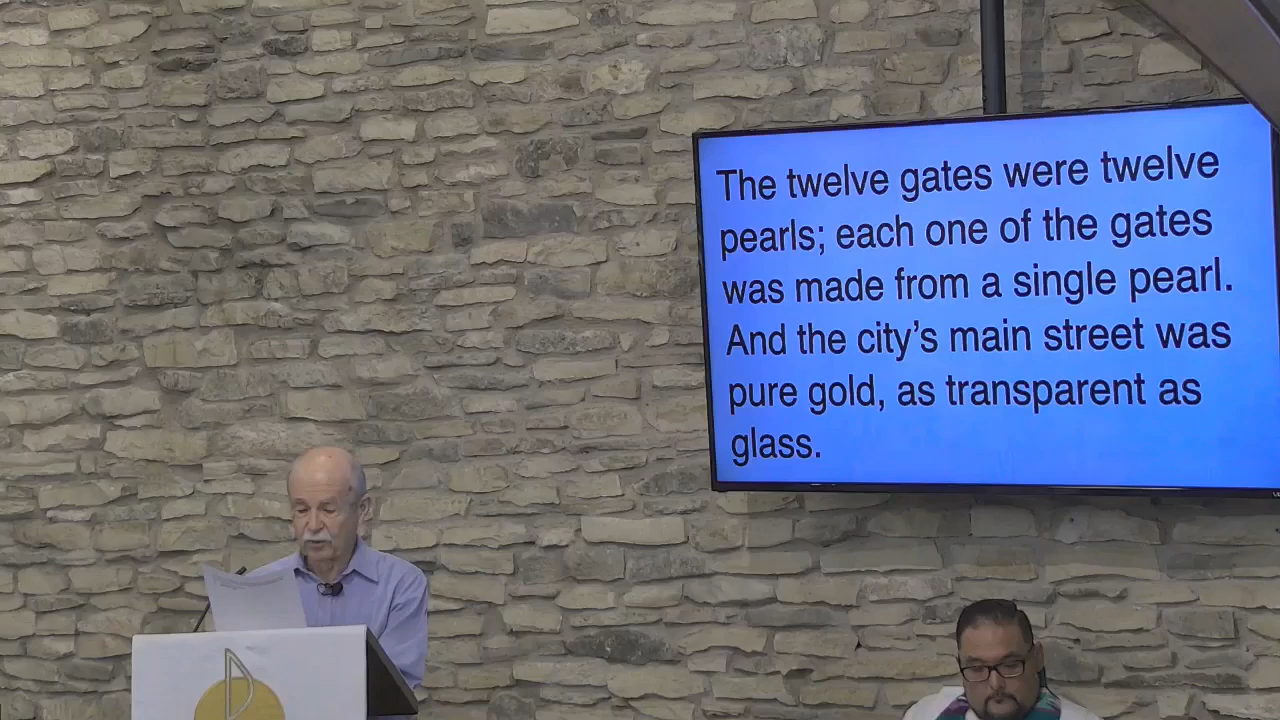 The twelve gates were twelve
pearls; each one of the gates
was made from a single pearl.
And the city’s main street was
pure gold, as transparent as
glass.